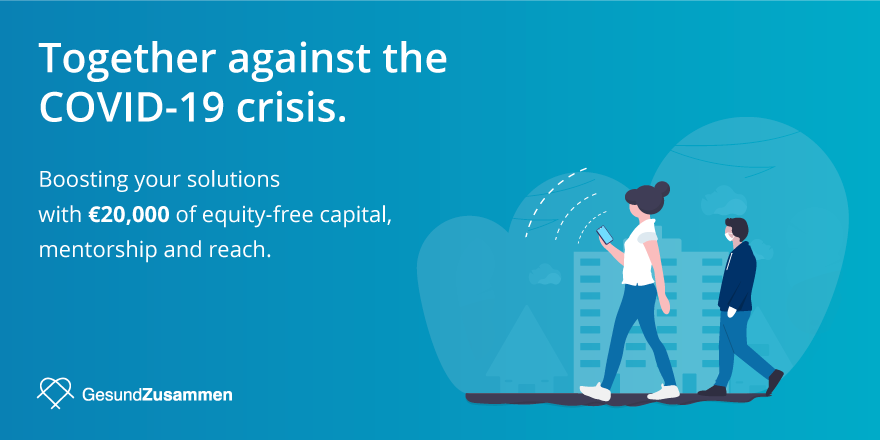 Together against the
COVID-19 crisis.
Boosting your solutions
with €20,000 of equity-free capital,
mentorship and reach.
GesundZusammen